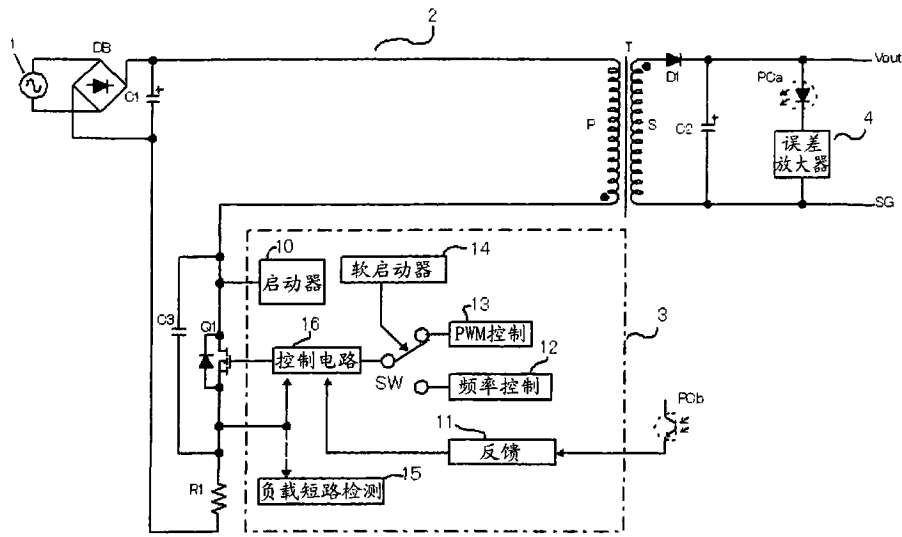 2
1
DB
T
C1
P
S
D1
C2
PCa
Vout
误差
放大器
4
SG
10
启动器
14
软启动器
C3
Q1
16
控制电路
SW
13
PWM控制
12
频率控制
3
11
反馈
PCb
15
负载短路检测
R1